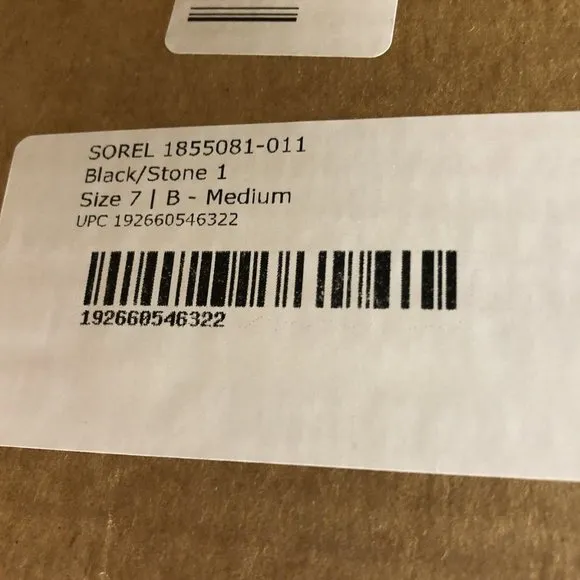 SOREL 1855081-011
Black/Stone 1
Size 7 | B - Medium
UPC 192660546322
192660546322